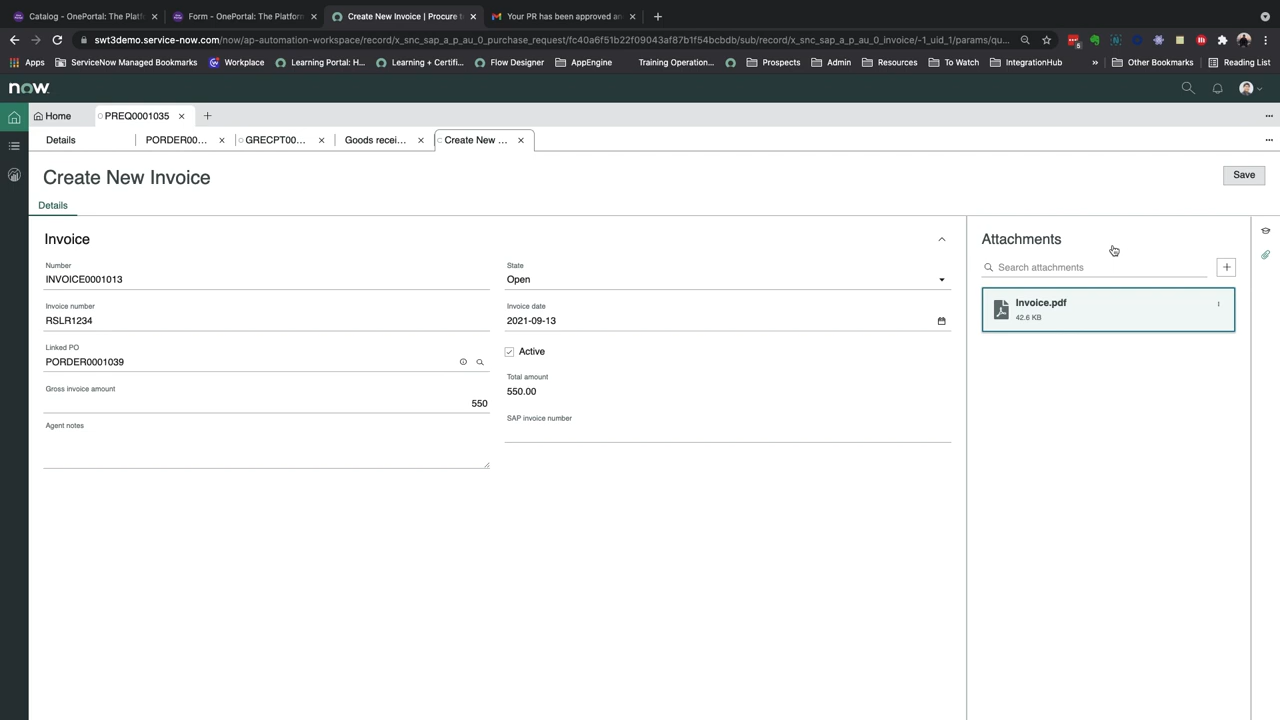 Catalog - OnePortal: The Platf
Form - OnePortal: The Platform
Create New Invoice | Procure t
Your PR has been approved an
swt3demo.service-now.com/now/ap-automation-workspace/record/x_snc_sap_a_p_au_0_purchase_request/fc40a6f51b22f09043af87b1f54bcbdb/sub/record/x_snc_sap_a_p_au_0_invoice/-1_uid_1/params/qu...
5
Apps
ServiceNow Managed Bookmarks
Workplace
Learning Portal: H...
Learning + Certifi...
Flow Designer
AppEngine
Training Operation...
Prospects
Admin
Resources
To Watch
IntegrationHub
»
Other Bookmarks
Reading List
now
Home
PREQ0001035
Details
PORDER00...
GRECPT00...
Goods recei...
Create New ...
Create New Invoice
Save
Details
Invoice
Number
INVOICE0001013
State
Open
Invoice number
RSLR1234
Invoice date
2021-09-13
Linked PO
PORDER0001039
Active
Gross invoice amount
550
Total amount
550.00
Agent notes
SAP invoice number
Attachments
Search attachments
Invoice.pdf
42.6 KB